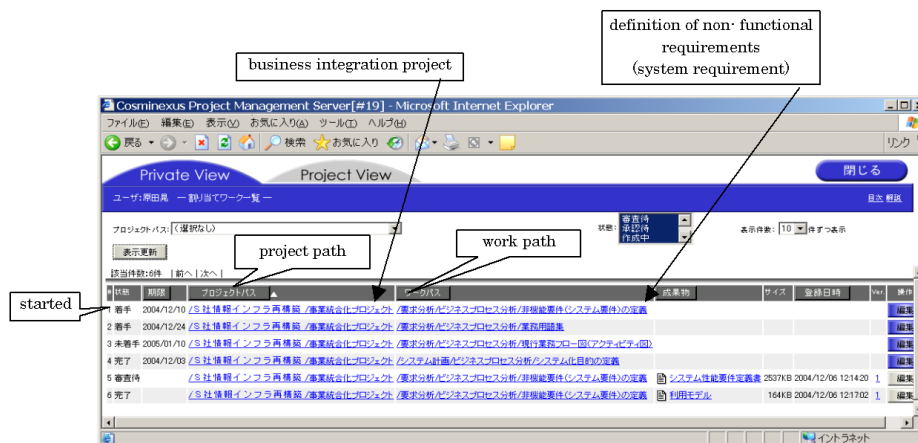 definition of non- functional
requirements
(system requirement)
business integration project
Cosminexus Project Management Server[#19] - Microsoft Internet Explorer
ファイル(F) 編集(E) 表示(V) お気に入り(A) ツール(T) ヘルプ(H)
戻る 検索 お気に入り リンク
Private View Project View 閉じる
ユーザ:原田晃 ― 割り当てワーク一覧 ― 目次 解説
プロジェクトパス: (選択なし) 状態: 審査待 承認待 作成中 表示件数: 10 件ずつ表示
表示更新
project path
work path
該当件数:6件 | 前へ | 次へ |
started
# 状態 期限 プロジェクトパス ワークパス 成果物 サイズ 登録日時 Ver. 操作
1 着手 2004/12/10 /S社情報インフラ再構築 /事業統合化プロジェクト /要求分析/ビジネスプロセス分析/非機能要件(システム要件)の定義 編集
2 着手 2004/12/24 /S社情報インフラ再構築 /事業統合化プロジェクト /要求分析/ビジネスプロセス分析/業務用語集 編集
3 未着手 2005/01/10 /S社情報インフラ再構築 /事業統合化プロジェクト /要求分析/ビジネスプロセス分析/現行業務フロー図(アクティビティ図) 編集
4 完了 2004/12/03 /S社情報インフラ再構築 /事業統合化プロジェクト /システム計画/ビジネスプロセス分析/システム化目的の定義 編集
5 審査待 /S社情報インフラ再構築 /事業統合化プロジェクト /要求分析/ビジネスプロセス分析/非機能要件(システム要件)の定義 システム性能要件定義書 2537KB 2004/12/06 12:14:20 1 編集
6 完了 /S社情報インフラ再構築 /事業統合化プロジェクト /要求分析/ビジネスプロセス分析/非機能要件(システム要件)の定義 利用モデル 164KB 2004/12/06 12:17:02 1 編集
イントラネット